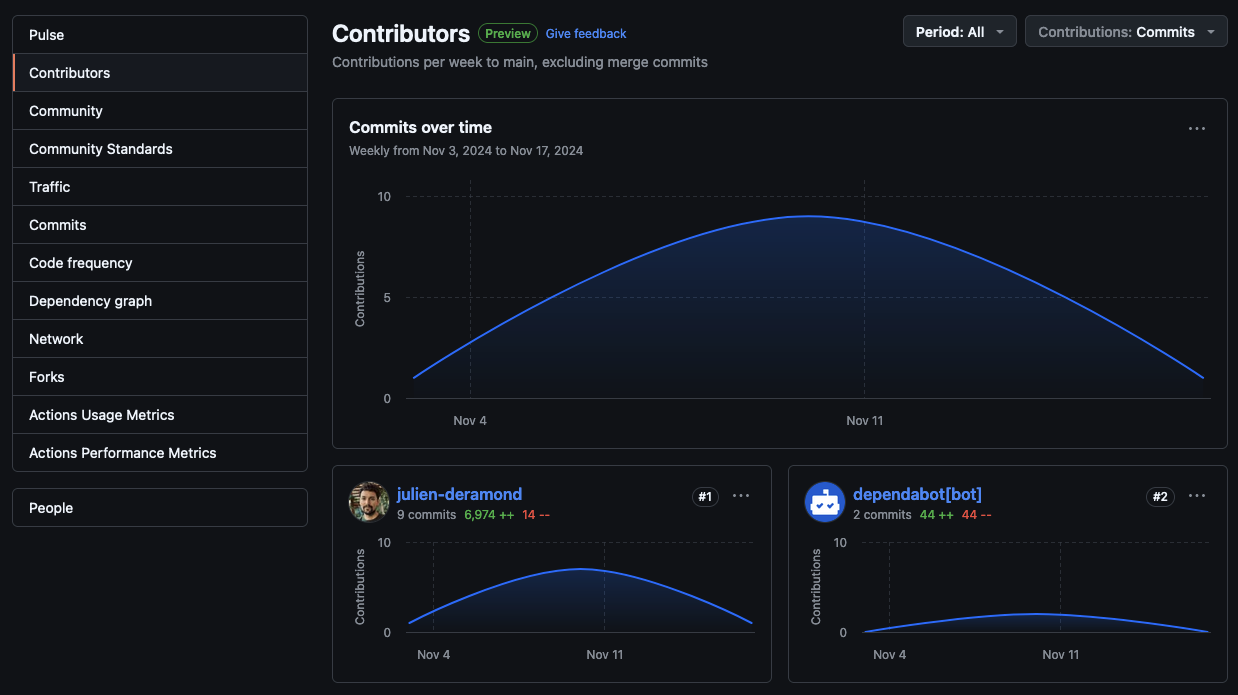 Pulse
Contributors
Community
Community Standards
Traffic
Commits
Code frequency
Dependency graph
Network
Forks
Actions Usage Metrics
Actions Performance Metrics
People
Contributors Preview Give feedback
Contributions per week to main, excluding merge commits
Period: All
Contributions: Commits
Commits over time
Weekly from Nov 3, 2024 to Nov 17, 2024
Contributions
10
5
0
Nov 4 Nov 11
julien-deramond #1
9 commits 6,974 ++ 14 --
Contributions
10
0
Nov 4 Nov 11
dependabot[bot] #2
2 commits 44 ++ 44 --
Contributions
10
0
Nov 4 Nov 11